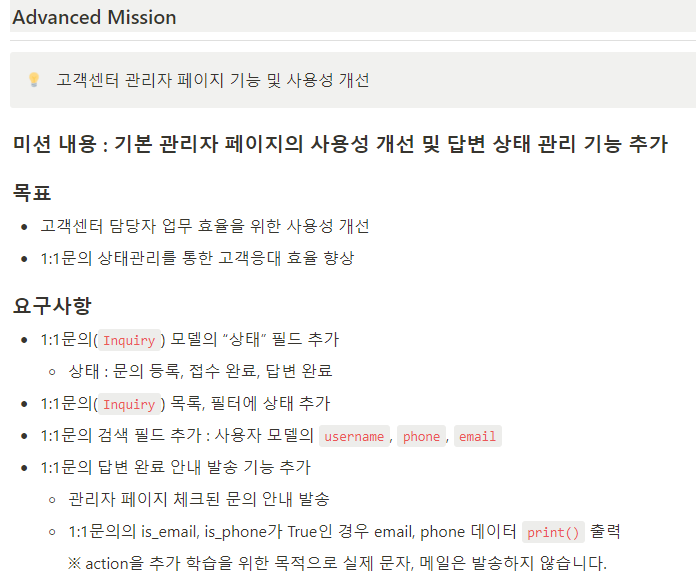 Advanced Mission
고객센터 관리자 페이지 기능 및 사용성 개선
미션 내용 : 기본 관리자 페이지의 사용성 개선 및 답변 상태 관리 기능 추가
목표
고객센터 담당자 업무 효율을 위한 사용성 개선
1:1문의 상태관리를 통한 고객응대 효율 향상
요구사항
1:1문의( Inquiry ) 모델의 “상태” 필드 추가
상태 : 문의 등록, 접수 완료, 답변 완료
1:1문의( Inquiry ) 목록, 필터에 상태 추가
1:1문의 검색 필드 추가 : 사용자 모델의 username , phone , email
1:1문의 답변 완료 안내 발송 기능 추가
관리자 페이지 체크된 문의 안내 발송
1:1문의의 is_email, is_phone가 True인 경우 email, phone 데이터 print() 출력
※ action을 추가 학습을 위한 목적으로 실제 문자, 메일은 발송하지 않습니다.